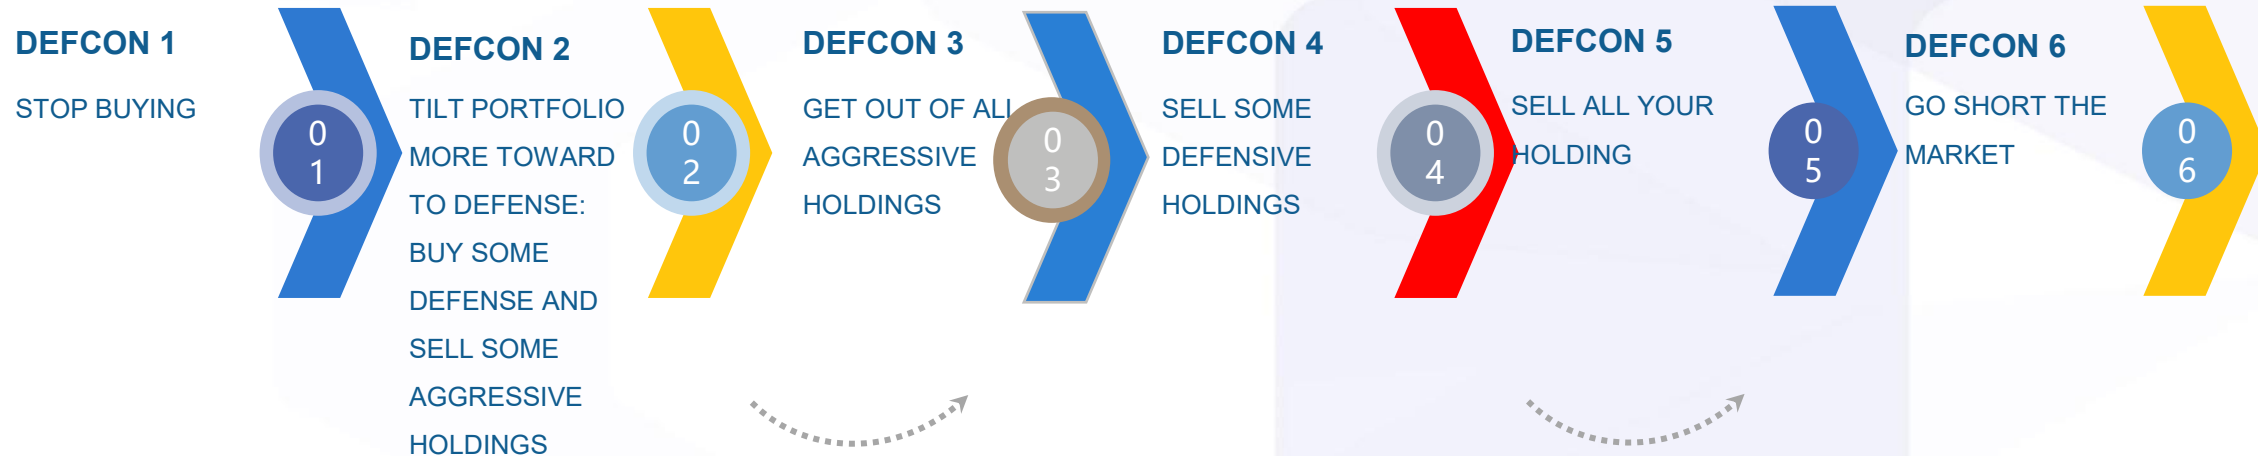 DEFCON 1
STOP BUYING
0
1
DEFCON 2
TILT PORTFOLIO
MORE TOWARD
TO DEFENSE:
BUY SOME
DEFENSE AND
SELL SOME
AGGRESSIVE
HOLDINGS
0
2
DEFCON 3
GET OUT OF ALL
AGGRESSIVE
HOLDINGS
0
3
DEFCON 4
SELL SOME
DEFENSIVE
HOLDINGS
0
4
DEFCON 5
SELL ALL YOUR
HOLDING
0
5
DEFCON 6
GO SHORT THE
MARKET
0
6